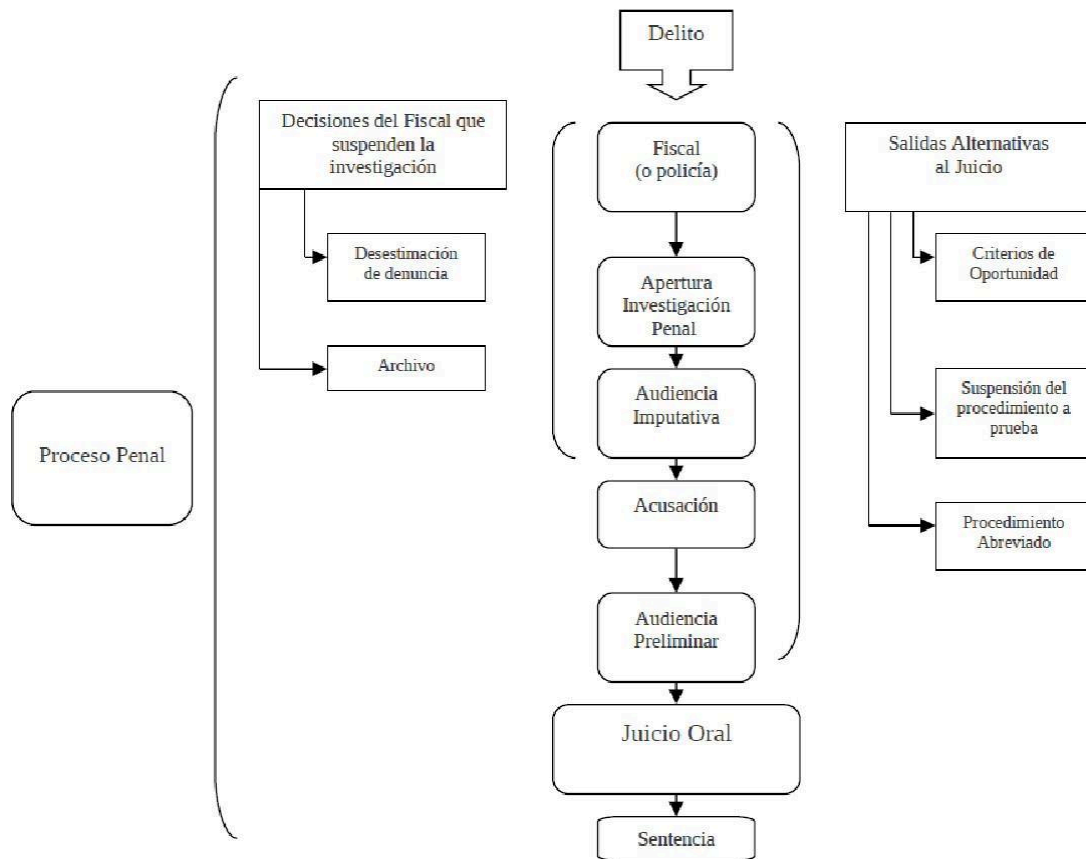 Delito
Decisiones del Fiscal que
suspenden la
investigación
Desestimación
de denuncia
Archivo
Proceso Penal
Fiscal
(o policía)
Apertura
Investigación
Penal
Audiencia
Imputativa
Acusación
Audiencia
Preliminar
Juicio Oral
Sentencia
Salidas Alternativas
al Juicio
Criterios de
Oportunidad
Suspensión del
procedimiento a
prueba
Procedimiento
Abreviado